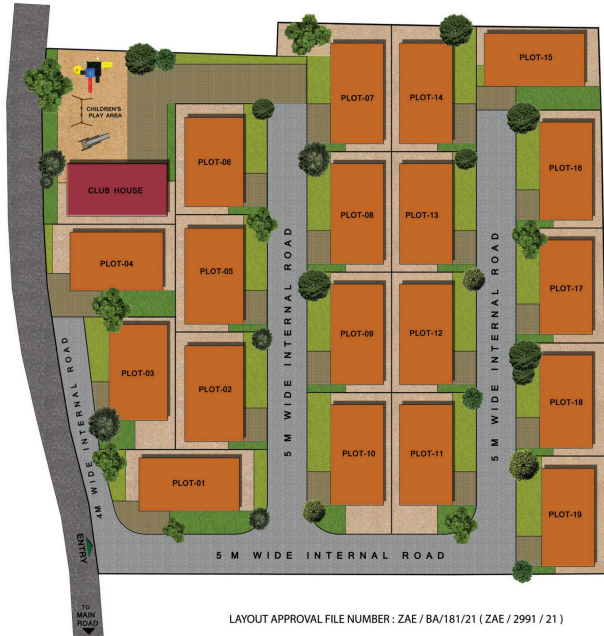 PLOT-15
PLOT-07
PLOT-14
CHILDREN'S
PLAY AREA
PLOT-16
PLOT-06
CLUB HOUSE
PLOT-08
PLOT-13
PLOT-04
PLOT-05
PLOT-17
5 M WIDE INTERNAL ROAD
5 M WIDE INTERNAL ROAD
PLOT-09
PLOT-12
PLOT-03
PLOT-02
PLOT-18
4M WIDE INTERNAL ROAD
PLOT-10
PLOT-11
PLOT-01
PLOT-19
ENTRY
5 M WIDE INTERNAL ROAD
TO
MAIN
ROAD
LAYOUT APPROVAL FILE NUMBER : ZAE / BA/181/21 ( ZAE / 2991 / 21 )